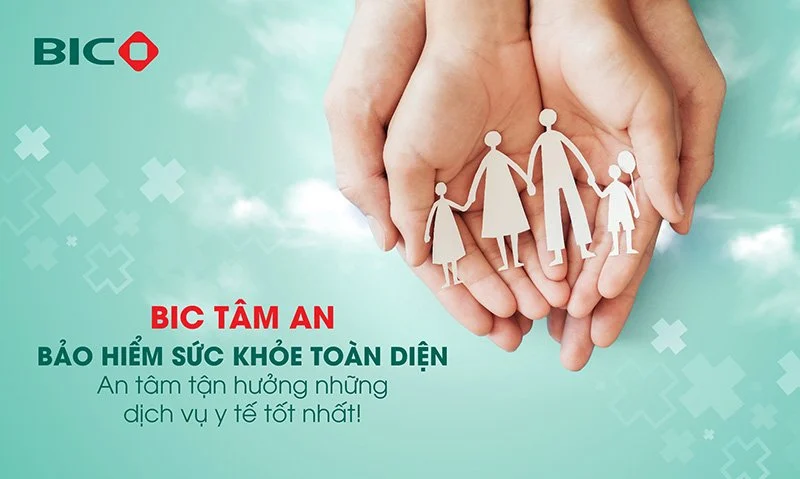 BIC
BIC TÂM AN
BẢO HIỂM SỨC KHỎE TOÀN DIỆN
An tâm tận hưởng những
dịch vụ y tế tốt nhất!